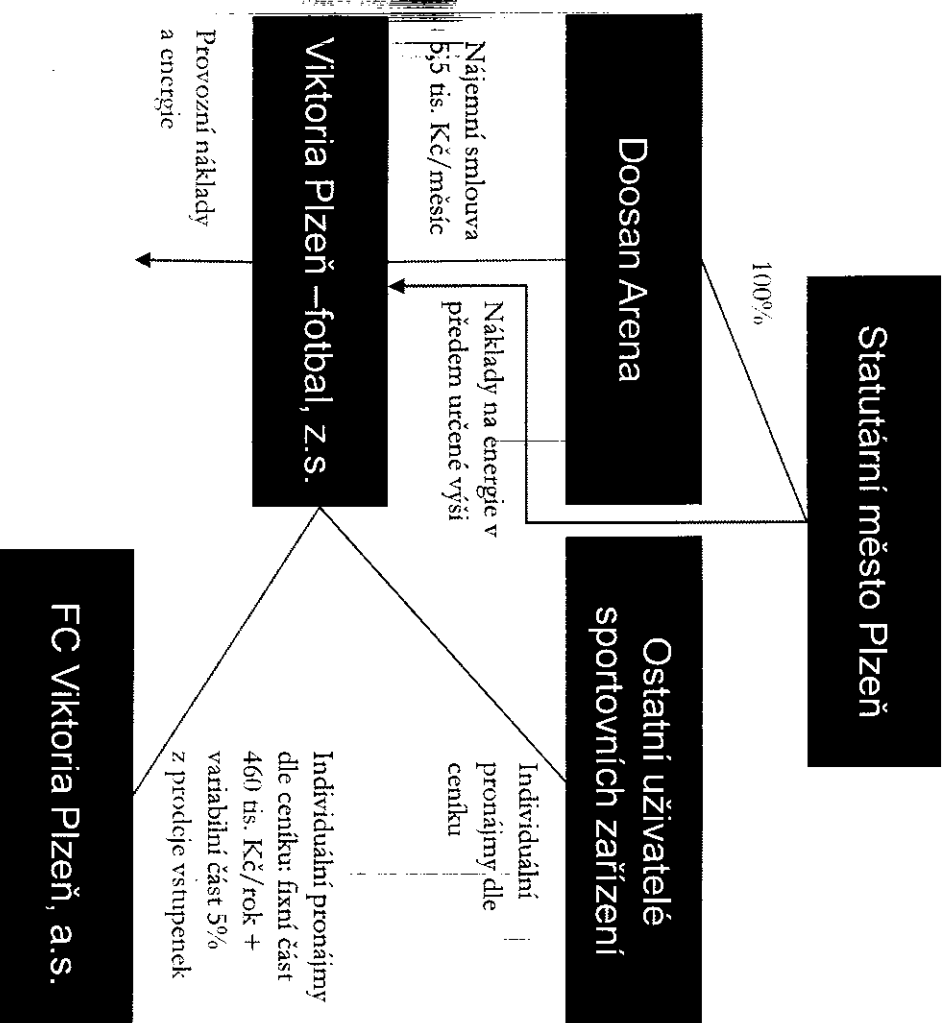 Statutární město Plzeň
100%
Doosan Arena
Ostatní uživatelé
sportovních zařízení
Nájemní smlouva
5,5 tis. Kč/měsíc
Náklady na energie v
předem určené výši
Individuální
pronájmy dle
ceníku
Viktoria Plzeň –fotbal, z.s.
Provozní náklady
a energie
Individuální pronájmy
dle ceníku: fixní část
460 tis. Kč/rok +
variabilní část 5%
z prodeje vstupenek
FC Viktoria Plzeň, a.s.